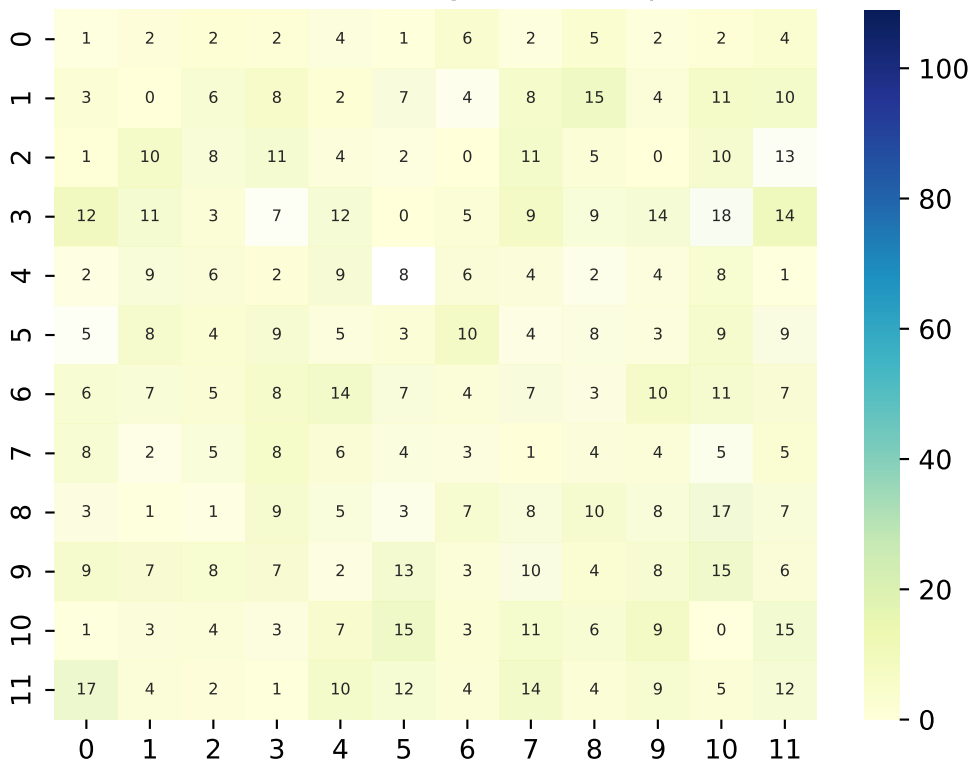 0 1 2 2 2 4 1 6 2 5 2 2 4
1 3 0 6 8 2 7 4 8 15 4 11 10
2 1 10 8 11 4 2 0 11 5 0 10 13
3 12 11 3 7 12 0 5 9 9 14 18 14
4 2 9 6 2 9 8 6 4 2 4 8 1
5 5 8 4 9 5 3 10 4 8 3 9 9
6 6 7 5 8 14 7 4 7 3 10 11 7
7 8 2 5 8 6 4 3 1 4 4 5 5
8 3 1 1 9 5 3 7 8 10 8 17 7
9 9 7 8 7 2 13 3 10 4 8 15 6
10 1 3 4 3 7 15 3 11 6 9 0 15
11 17 4 2 1 10 12 4 14 4 9 5 12
0 1 2 3 4 5 6 7 8 9 10 11
100
80
60
40
20
0